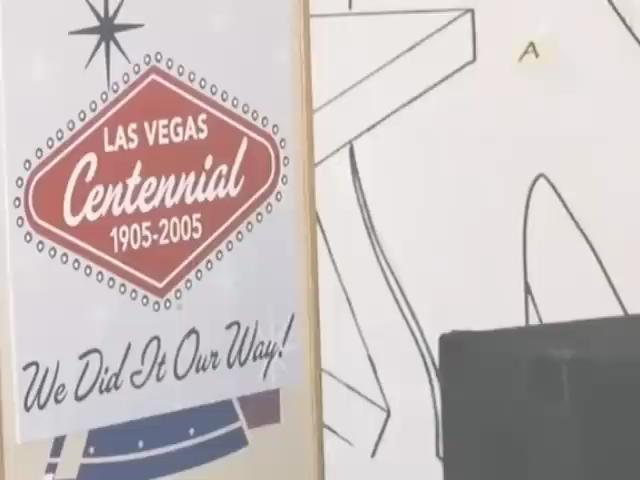 LAS VEGAS
Centennial
1905-2005
We Did It Our Way!
A